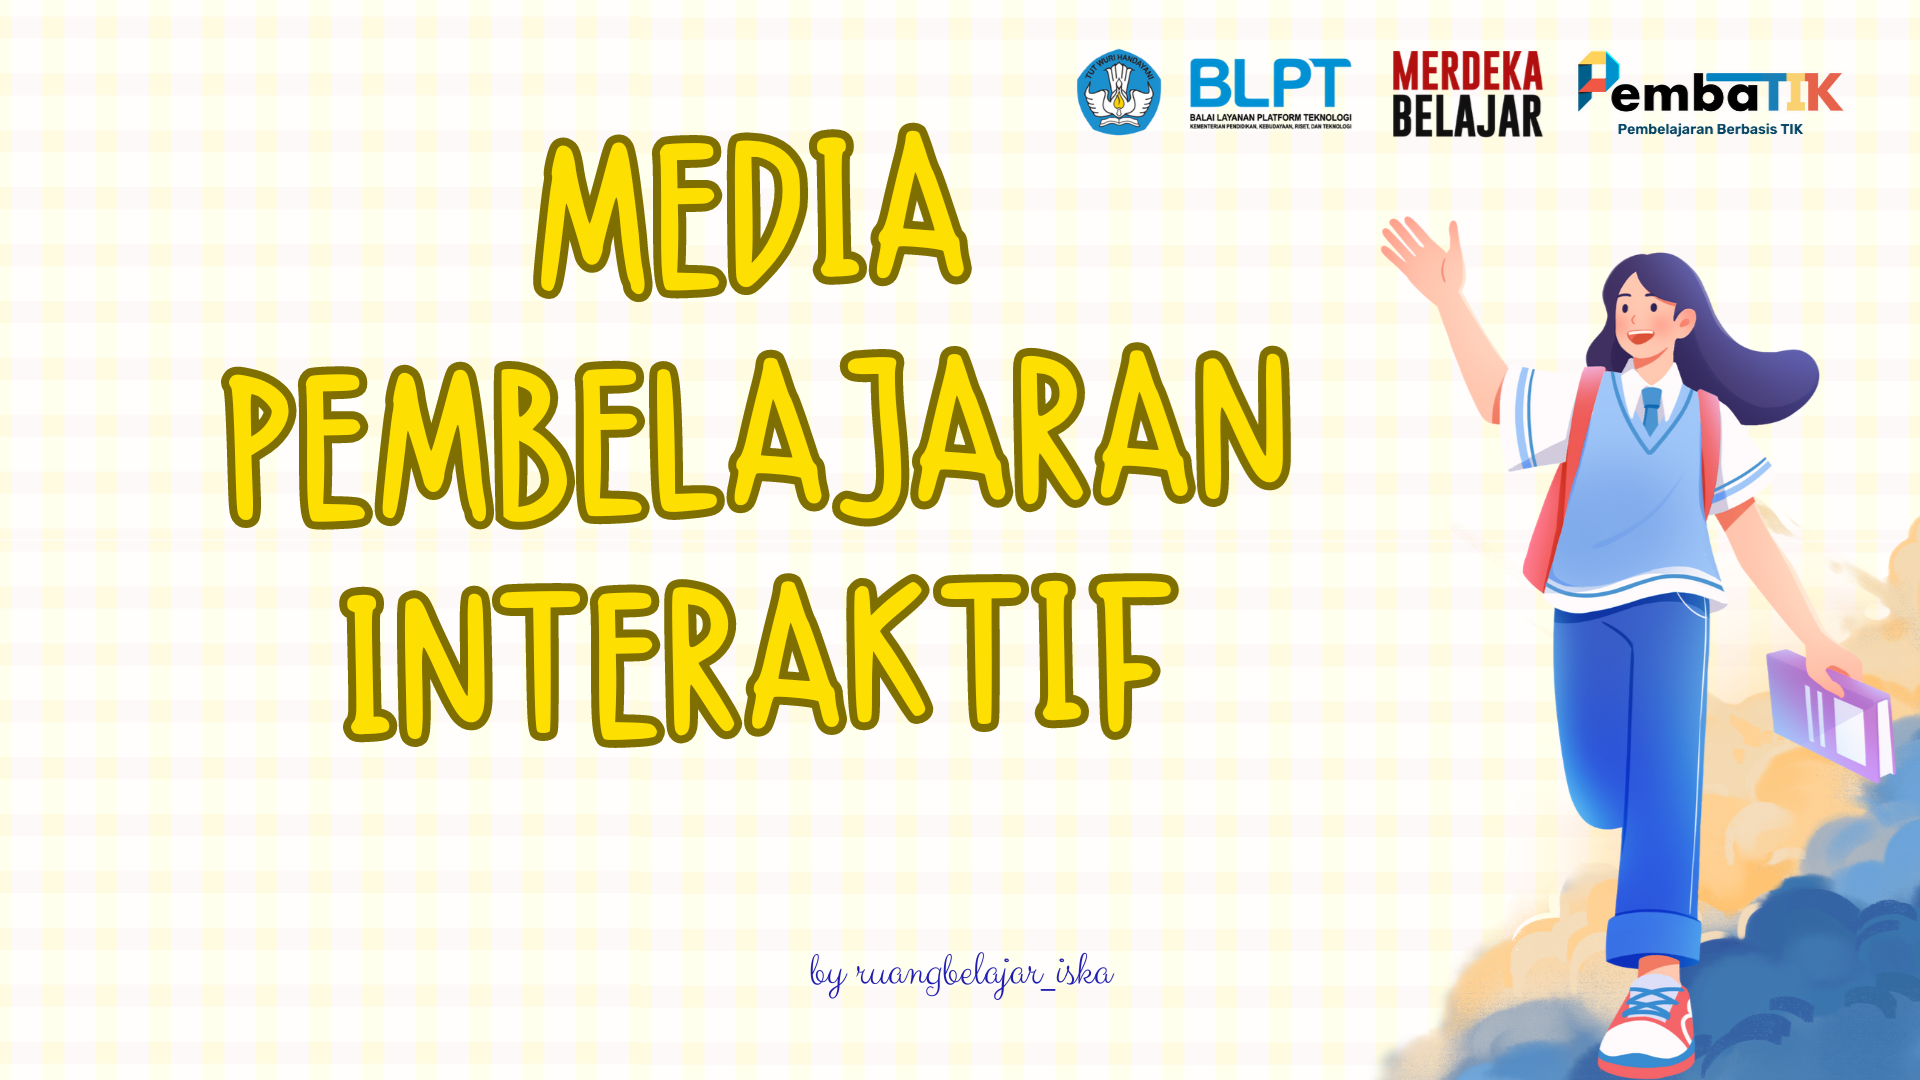 TUT WURI HANDAYANI
BLPT
BALAI LAYANAN PLATFORM TEKNOLOGI
KEMENTERIAN PENDIDIKAN, KEBUDAYAAN, RISET, DAN TEKNOLOGI
MERDEKA
BELAJAR
PembaTIK
Pembelajaran Berbasis TIK
MEDIA
PEMBELAJARAN
INTERAKTIF
by ruangbelajar_iska